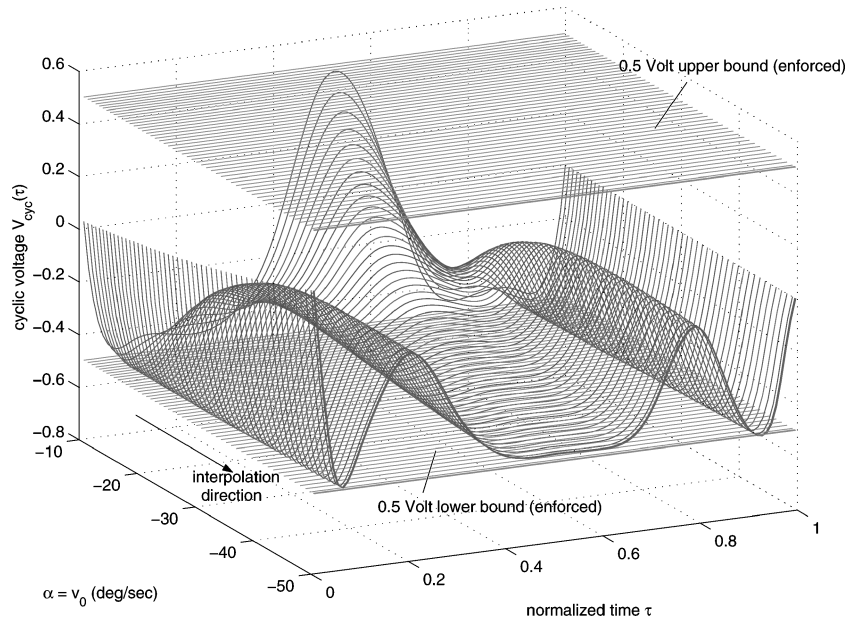 0.5 Volt upper bound (enforced)
cyclic voltage Vcyc(τ)
0.6
0.4
0.2
0
−0.2
−0.4
−0.6
−0.8
−10
−20
−30
−40
−50
interpolation
direction
0.5 Volt lower bound (enforced)
0
0.2
0.4
0.6
0.8
1
α = v0 (deg/sec)
normalized time τ